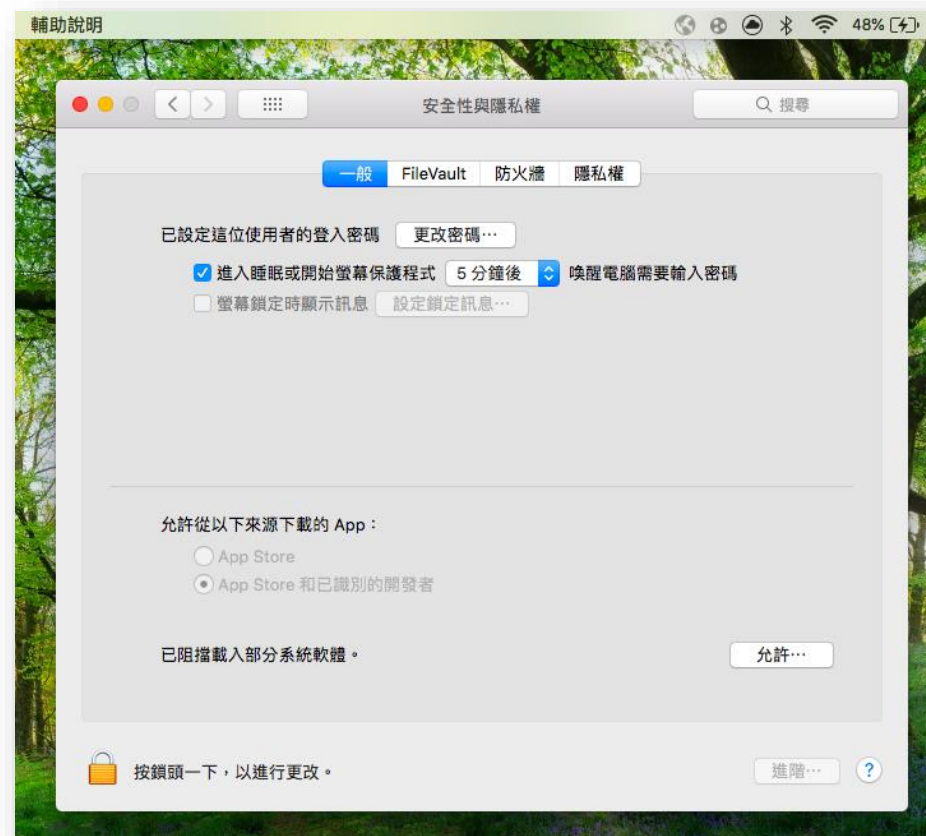 輔助說明
48%
安全性與隱私權
搜尋
一般 FileVault 防火牆 隱私權
已設定這位使用者的登入密碼 更改密碼⋯
進入睡眠或開始螢幕保護程式 5 分鐘後 喚醒電腦需要輸入密碼
螢幕鎖定時顯示訊息 設定鎖定訊息⋯
允許從以下來源下載的 App：
App Store
App Store 和已識別的開發者
已阻擋載入部分系統軟體。 允許⋯
按鎖頭一下，以進行更改。 進階⋯ ?